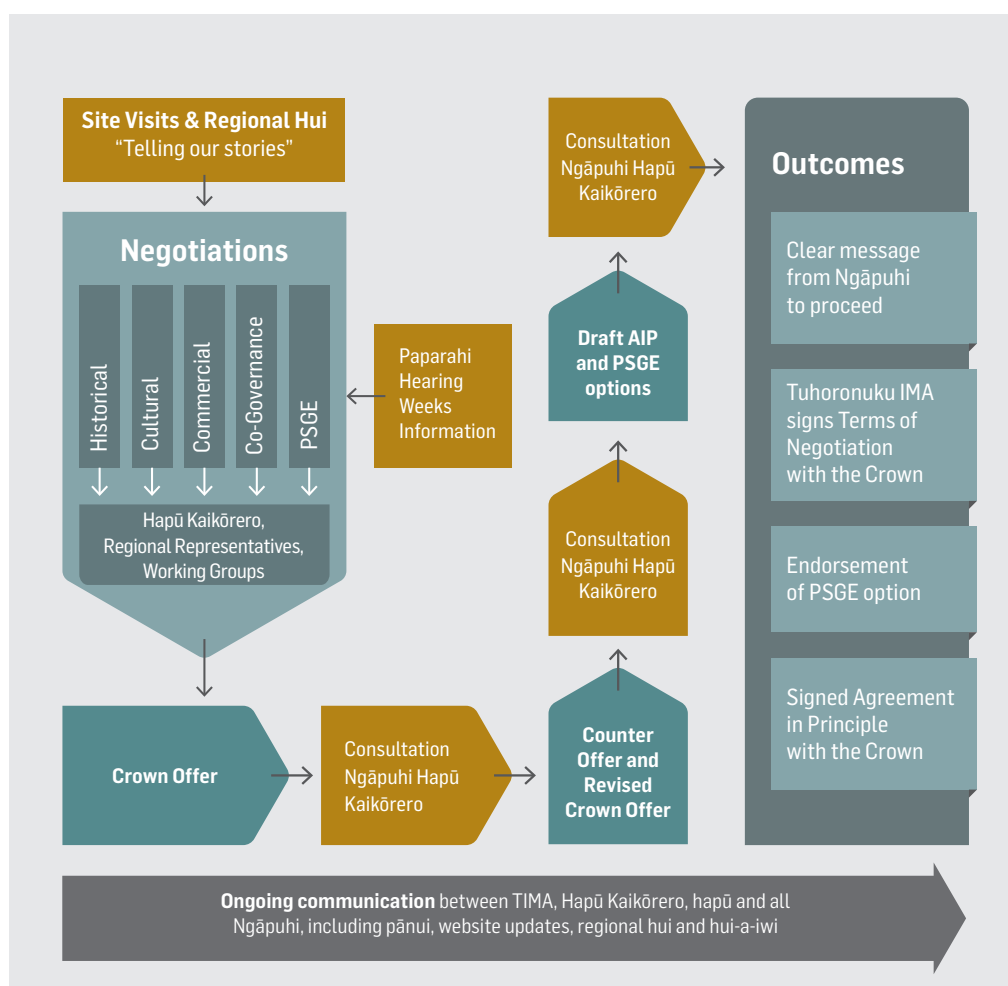 Site Visits & Regional Hui
“Telling our stories”
Negotiations
Historical
Cultural
Commercial
Co-Governance
PSGE
Hapū Kaikōrero,
Regional Representatives,
Working Groups
Paparahi
Hearing
Weeks
Information
Crown Offer
Consultation
Ngāpuhi Hapū
Kaikōrero
Counter
Offer and
Revised
Crown Offer
Consultation
Ngāpuhi Hapū
Kaikōrero
Draft AIP
and PSGE
options
Consultation
Ngāpuhi Hapū
Kaikōrero
Outcomes
Clear message
from Ngāpuhi
to proceed
Tuhoronuku IMA
signs Terms of
Negotiation
with the Crown
Endorsement
of PSGE option
Signed Agreement
in Principle
with the Crown
Ongoing communication between TIMA, Hapū Kaikōrero, hapū and all
Ngāpuhi, including pānui, website updates, regional hui and hui-a-iwi